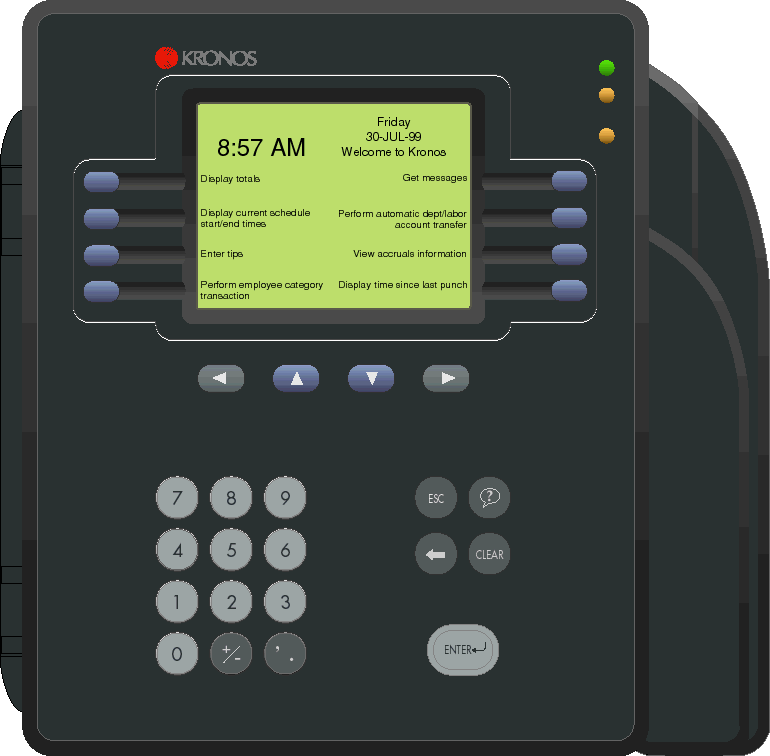 KRONOS
Friday
8:57 AM
30-JUL-99
Welcome to Kronos
Display totals
Get messages
Display current schedule
start/end times
Perform automatic dept/labor
account transfer
Enter tips
View accruals information
Perform employee category
transaction
Display time since last punch
7 8 9
ESC ?
4 5 6
CLEAR
1 2 3
0 +/- ' .
ENTER